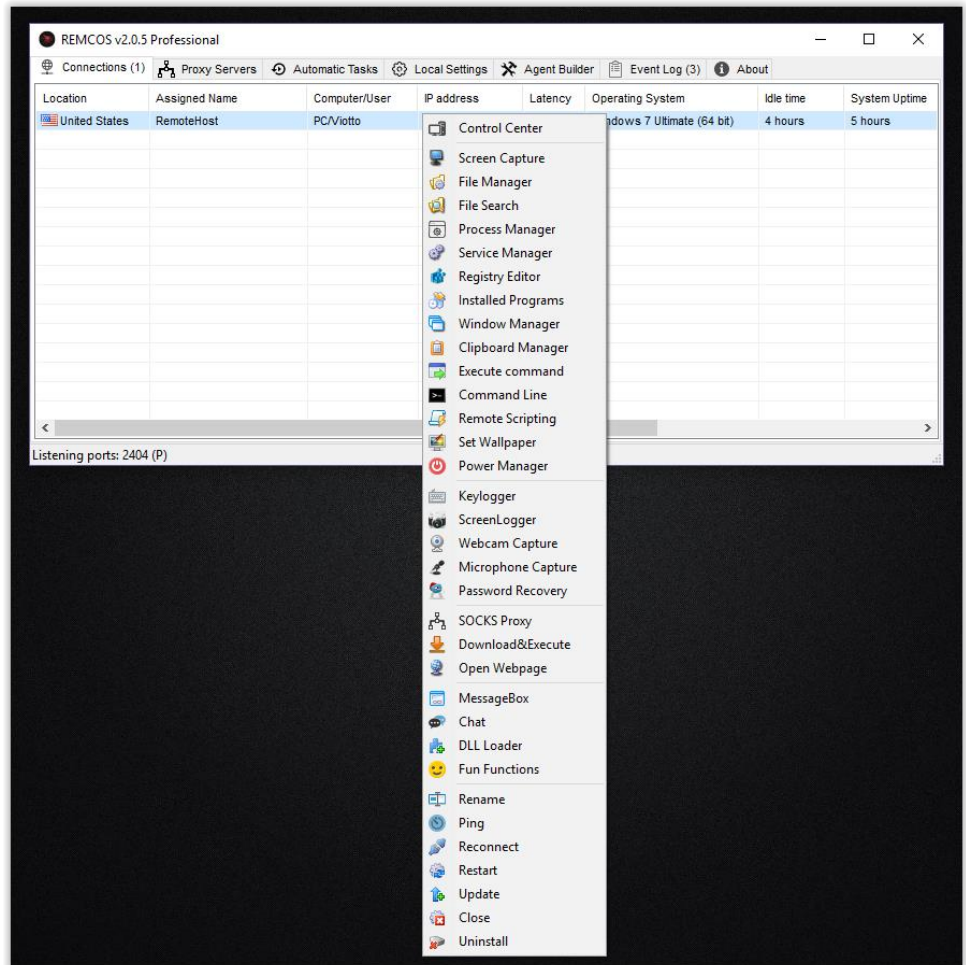 REMCOS v2.0.5 Professional
Connections (1) Proxy Servers Automatic Tasks Local Settings Agent Builder Event Log (3) About
Location Assigned Name Computer/User IP address Latency Operating System Idle time System Uptime
United States RemoteHost PC/Viotto ndows 7 Ultimate (64 bit) 4 hours 5 hours
Control Center
Screen Capture
File Manager
File Search
Process Manager
Service Manager
Registry Editor
Installed Programs
Window Manager
Clipboard Manager
Execute command
Command Line
Remote Scripting
Set Wallpaper
Power Manager
Keylogger
ScreenLogger
Webcam Capture
Microphone Capture
Password Recovery
SOCKS Proxy
Download&Execute
Open Webpage
MessageBox
Chat
DLL Loader
Fun Functions
Rename
Ping
Reconnect
Restart
Update
Close
Uninstall
Listening ports: 2404 (P)